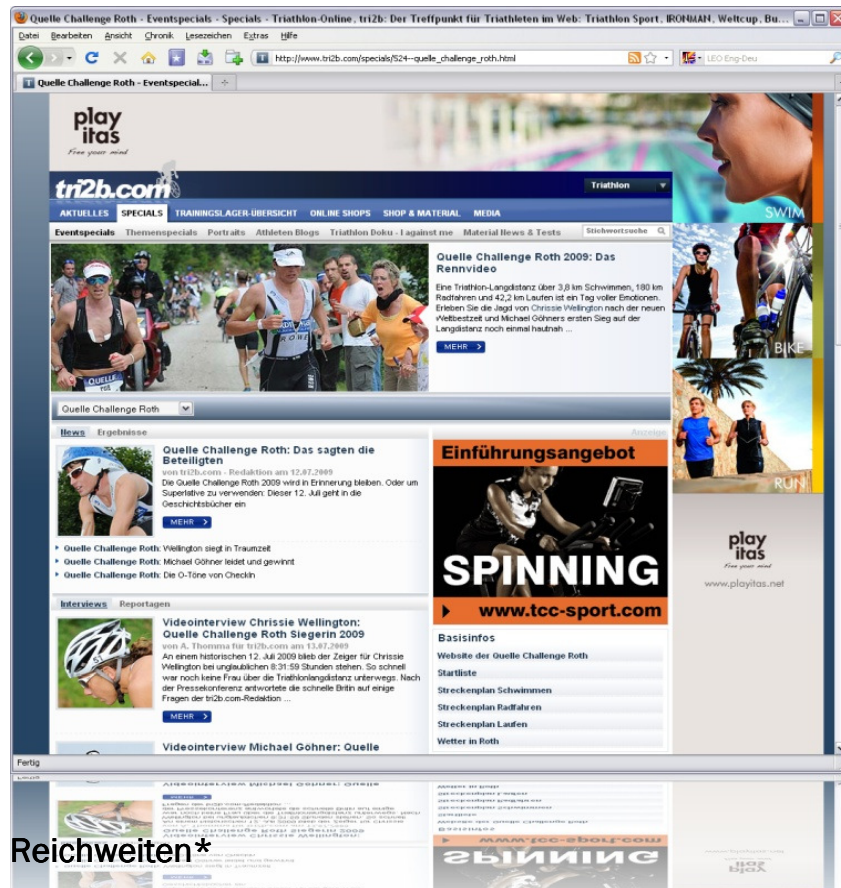 Quelle Challenge Roth - Eventspecials - Specials - Triathlon-Online, tri2b: Der Treffpunkt für Triathleten im Web: Triathlon Sport, IRONMAN, Weltcup, Bu...
Datei Bearbeiten Ansicht Chronik Lesezeichen Extras Hilfe
http://www.tri2b.com/specials/524--quelle_challenge_roth.html
LEO Eng-Deu
Quelle Challenge Roth - Eventspecial...
play
itas
Free your mind
tri2b.com
Triathlon
AKTUELLES SPECIALS TRAININGSLAGER-ÜBERSICHT ONLINE SHOPS SHOP & MATERIAL MEDIA
Eventspecials Themenspecials Portraits Athleten Blogs Triathlon Doku - I against me Material News & Tests Stichwortsuche
SWIM
Quelle Challenge Roth 2009: Das
Rennvideo
Eine Triathlon-Langdistanz über 3,8 km Schwimmen, 180 km
Radfahren und 42,2 km Laufen ist ein Tag voller Emotionen.
Erleben Sie die Jagd von Chrissie Wellington nach der neuen
Weltbestzeit und Michael Göhners ersten Sieg auf der
Langdistanz noch einmal hautnah ...
MEHR >
QUELLE
BIKE
Quelle Challenge Roth
News Ergebnisse
Anzeige
Quelle Challenge Roth: Das sagten die
Beteiligten
von tri2b.com - Redaktion am 12.07.2009
Die Quelle Challenge Roth 2009 wird in Erinnerung bleiben. Oder um
Superlative zu verwenden: Dieser 12. Juli geht in die
Geschichtsbücher ein
MEHR >
Quelle Challenge Roth: Wellington siegt in Traumzeit
Quelle Challenge Roth: Michael Göhner leidet und gewinnt
Quelle Challenge Roth: Die O-Töne von CheckIn
Einführungsangebot
SPINNING
www.tcc-sport.com
RUN
play
itas
Free your mind
www.playitas.net
Interviews Reportagen
Videointerview Chrissie Wellington:
Quelle Challenge Roth Siegerin 2009
von A. Thomma für tri2b.com am 13.07.2009
An einem historischen 12. Juli 2009 blieb der Zeiger für Chrissie
Wellington bei unglaublichen 8:31:59 Stunden stehen. So schnell
war noch keine Frau über die Triathlonlangdistanz unterwegs. Nach
der Pressekonferenz antwortete die schnelle Britin auf einige
Fragen der tri2b.com-Redaktion ...
MEHR >
Videointerview Michael Göhner: Quelle
Basisinfos
Website der Quelle Challenge Roth
Startliste
Streckenplan Schwimmen
Streckenplan Radfahren
Streckenplan Laufen
Wetter in Roth
Fertig
Reichweiten*